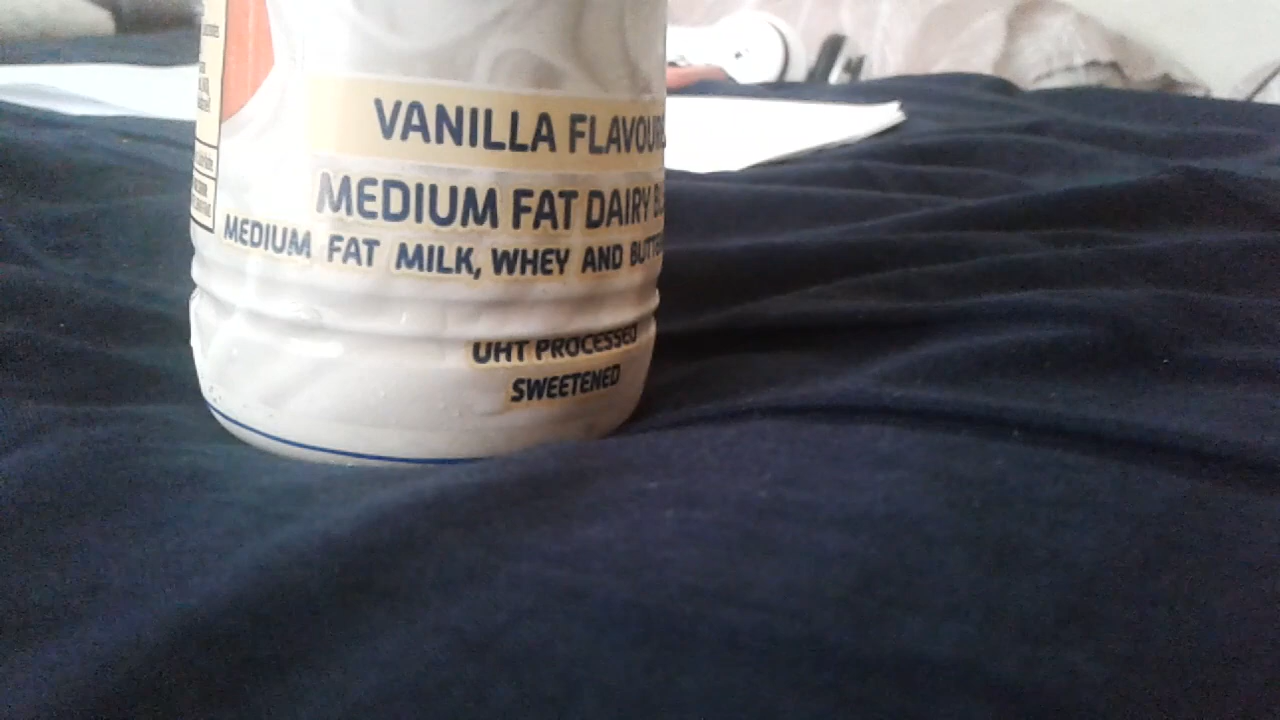 VANILLA FLAVOUR
MEDIUM FAT DAIRY
MEDIUM FAT MILK, WHEY AND
UHT PROCESSED
SWEETENED